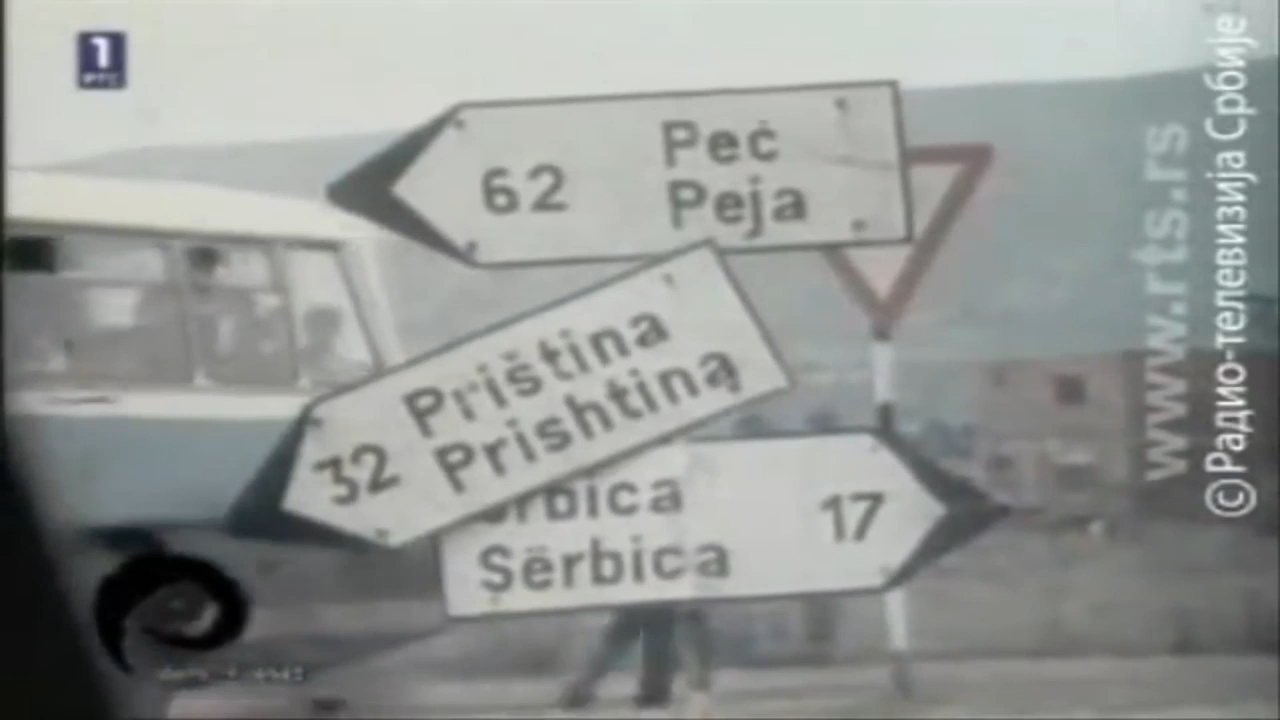 1
РТС
62
Peć
Peja
Priština
Prishtina
32
rbica
Sërbica
17
www.rts.rs
©Радио-телевизија Србије